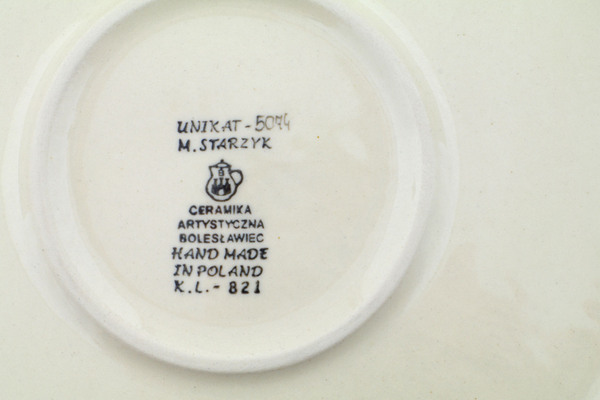 UNIKAT - 5074
M. STARZYK
CERAMIKA
ARTYSTYCZNA
BOLESŁAWIEC
HAND MADE
IN POLAND
K.L. - 821